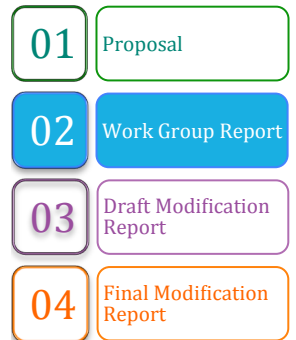 01
Proposal
02
Work Group Report
03
Draft Modification
Report
04
Final Modification
Report